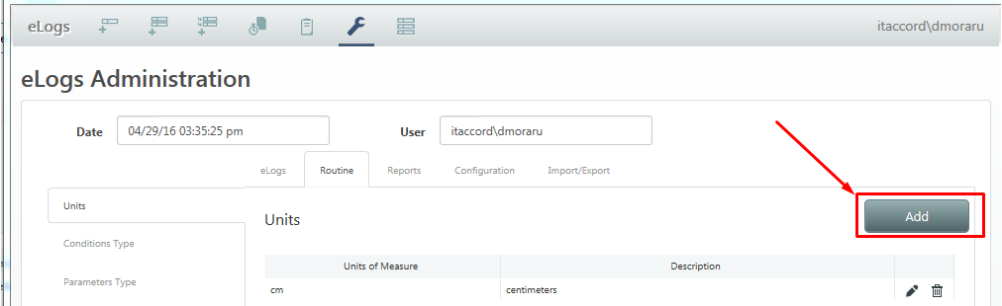 eLogs itaccord\dmoraru
eLogs Administration
Date 04/29/16 03:35:25 pm User itaccord\dmoraru
eLogs Routine Reports Configuration Import/Export
Units
Units Add
Conditions Type
Units of Measure Description
Parameters Type
cm centimeters